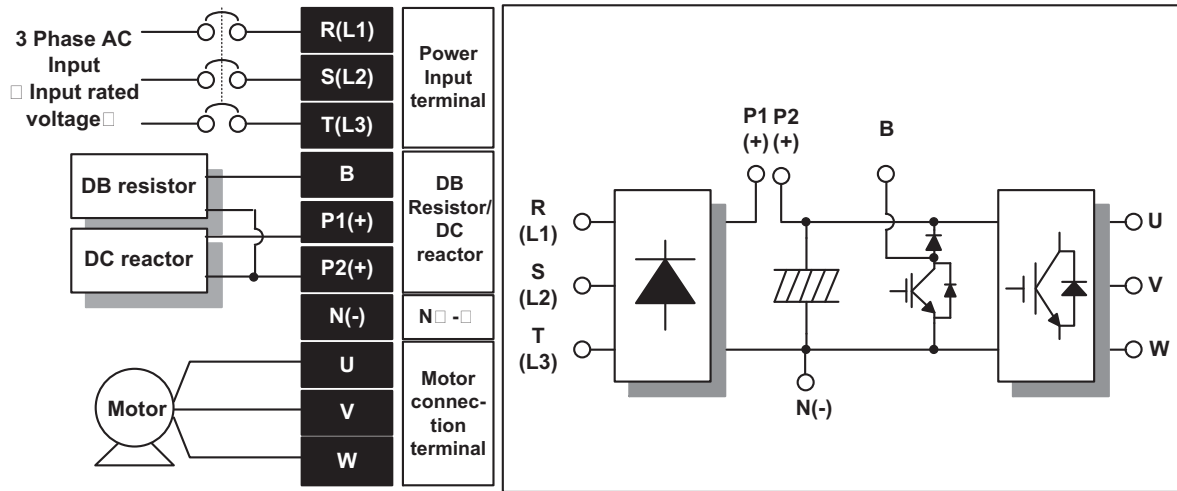 3 Phase AC
Input
□ Input rated
voltage□
R(L1)
S(L2)
T(L3)
Power
Input
terminal
DB resistor
DC reactor
B
P1(+)
P2(+)
DB
Resistor/
DC
reactor
N(-)
N□ -□
Motor
U
V
W
Motor
connec-
tion
terminal
P1 P2
(+) (+)
B
R
(L1)
S
(L2)
T
(L3)
N(-)
U
V
W